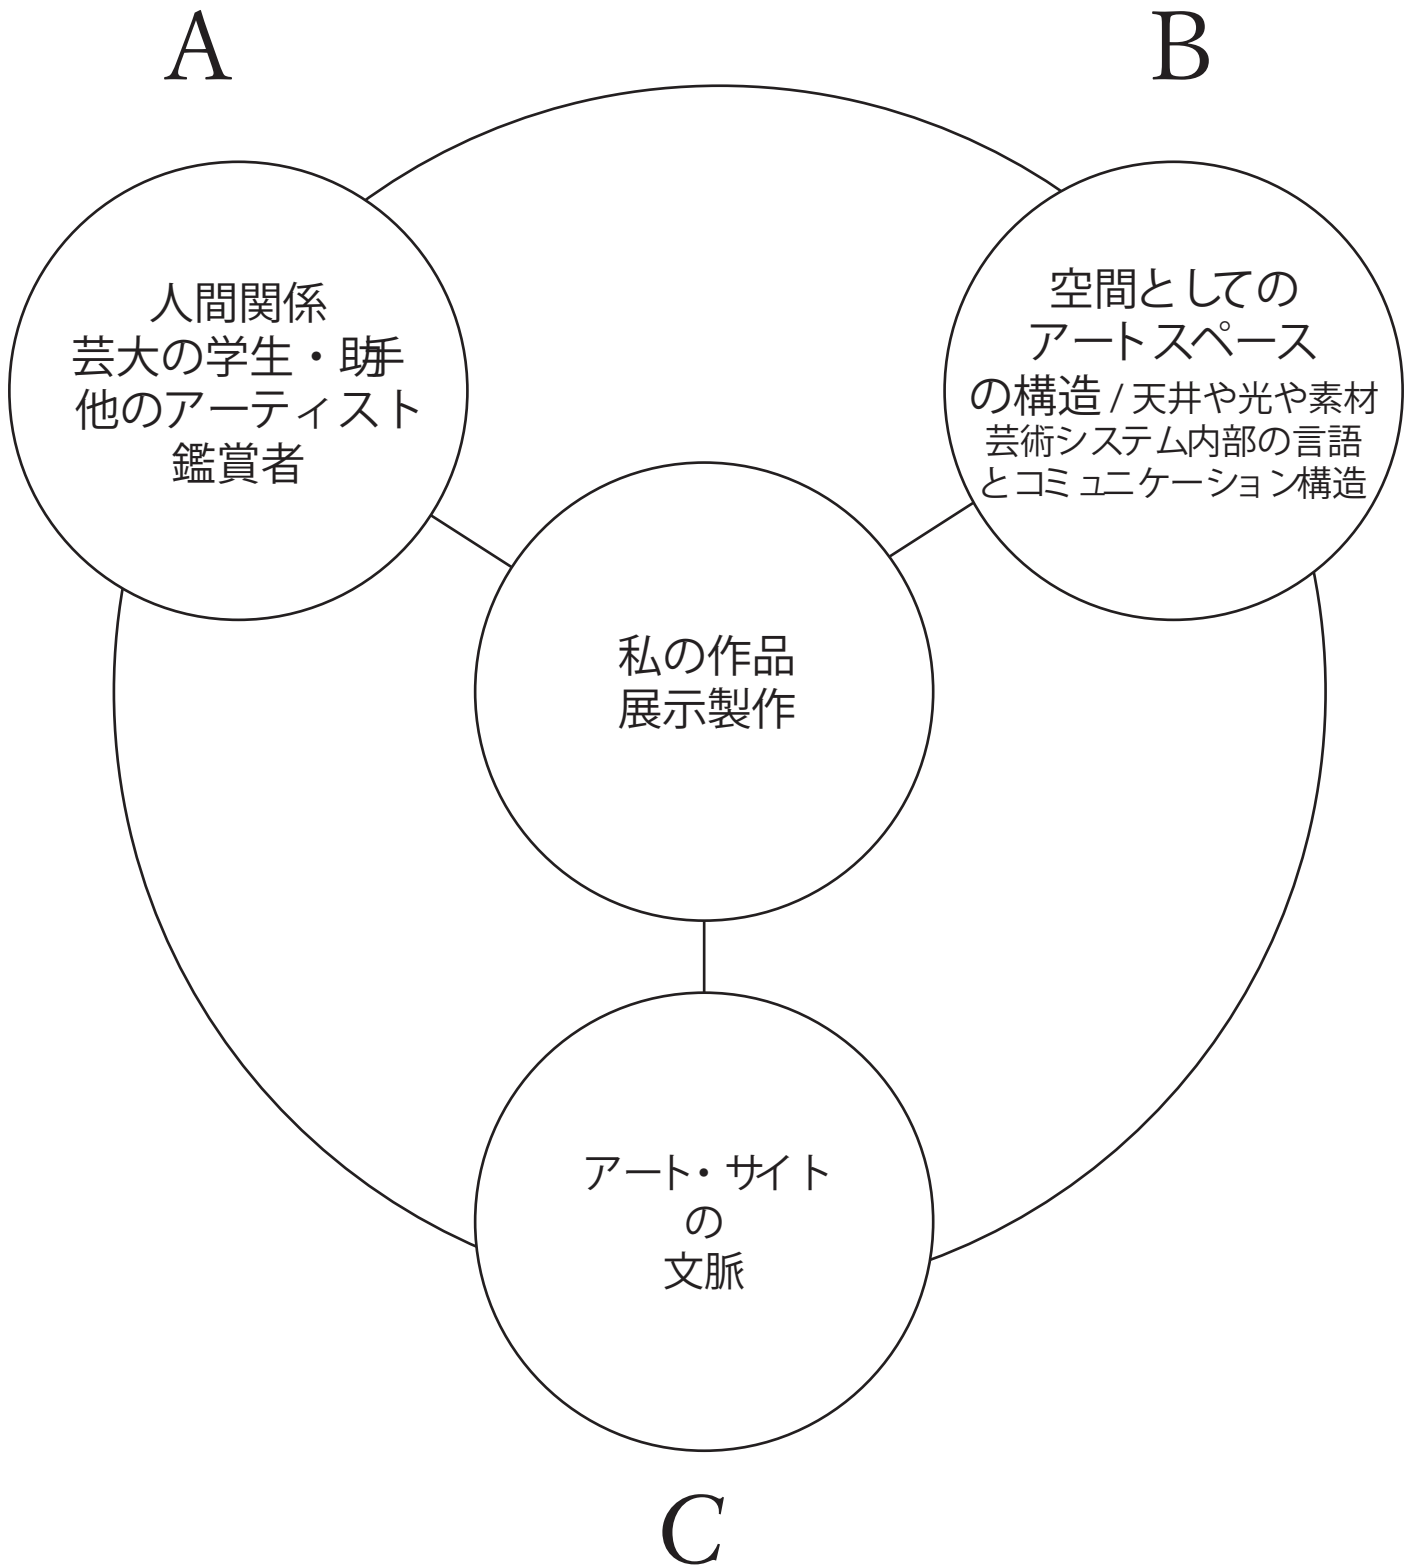 A
B
人間関係
芸大の学生・助手
他のアーティスト
鑑賞者
空間としての
アートスペース
の構造 / 天井や光や素材
芸術システム内部の言語
とコミュニケーション構造
私の作品
展示製作
アート・サイト
の
文脈
C